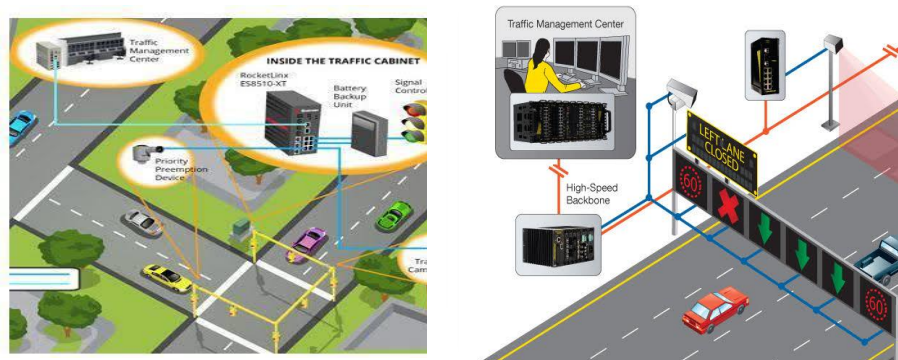 Traffic
Management
Center
INSIDE THE TRAFFIC CABINET
RocketLinx
ES8510-XT
Battery
Backup
Unit
Signal
Control
Priority
Preemption
Device
Traffic Management Center
High-Speed
Backbone
LEFT LANE
CLOSED
60
60